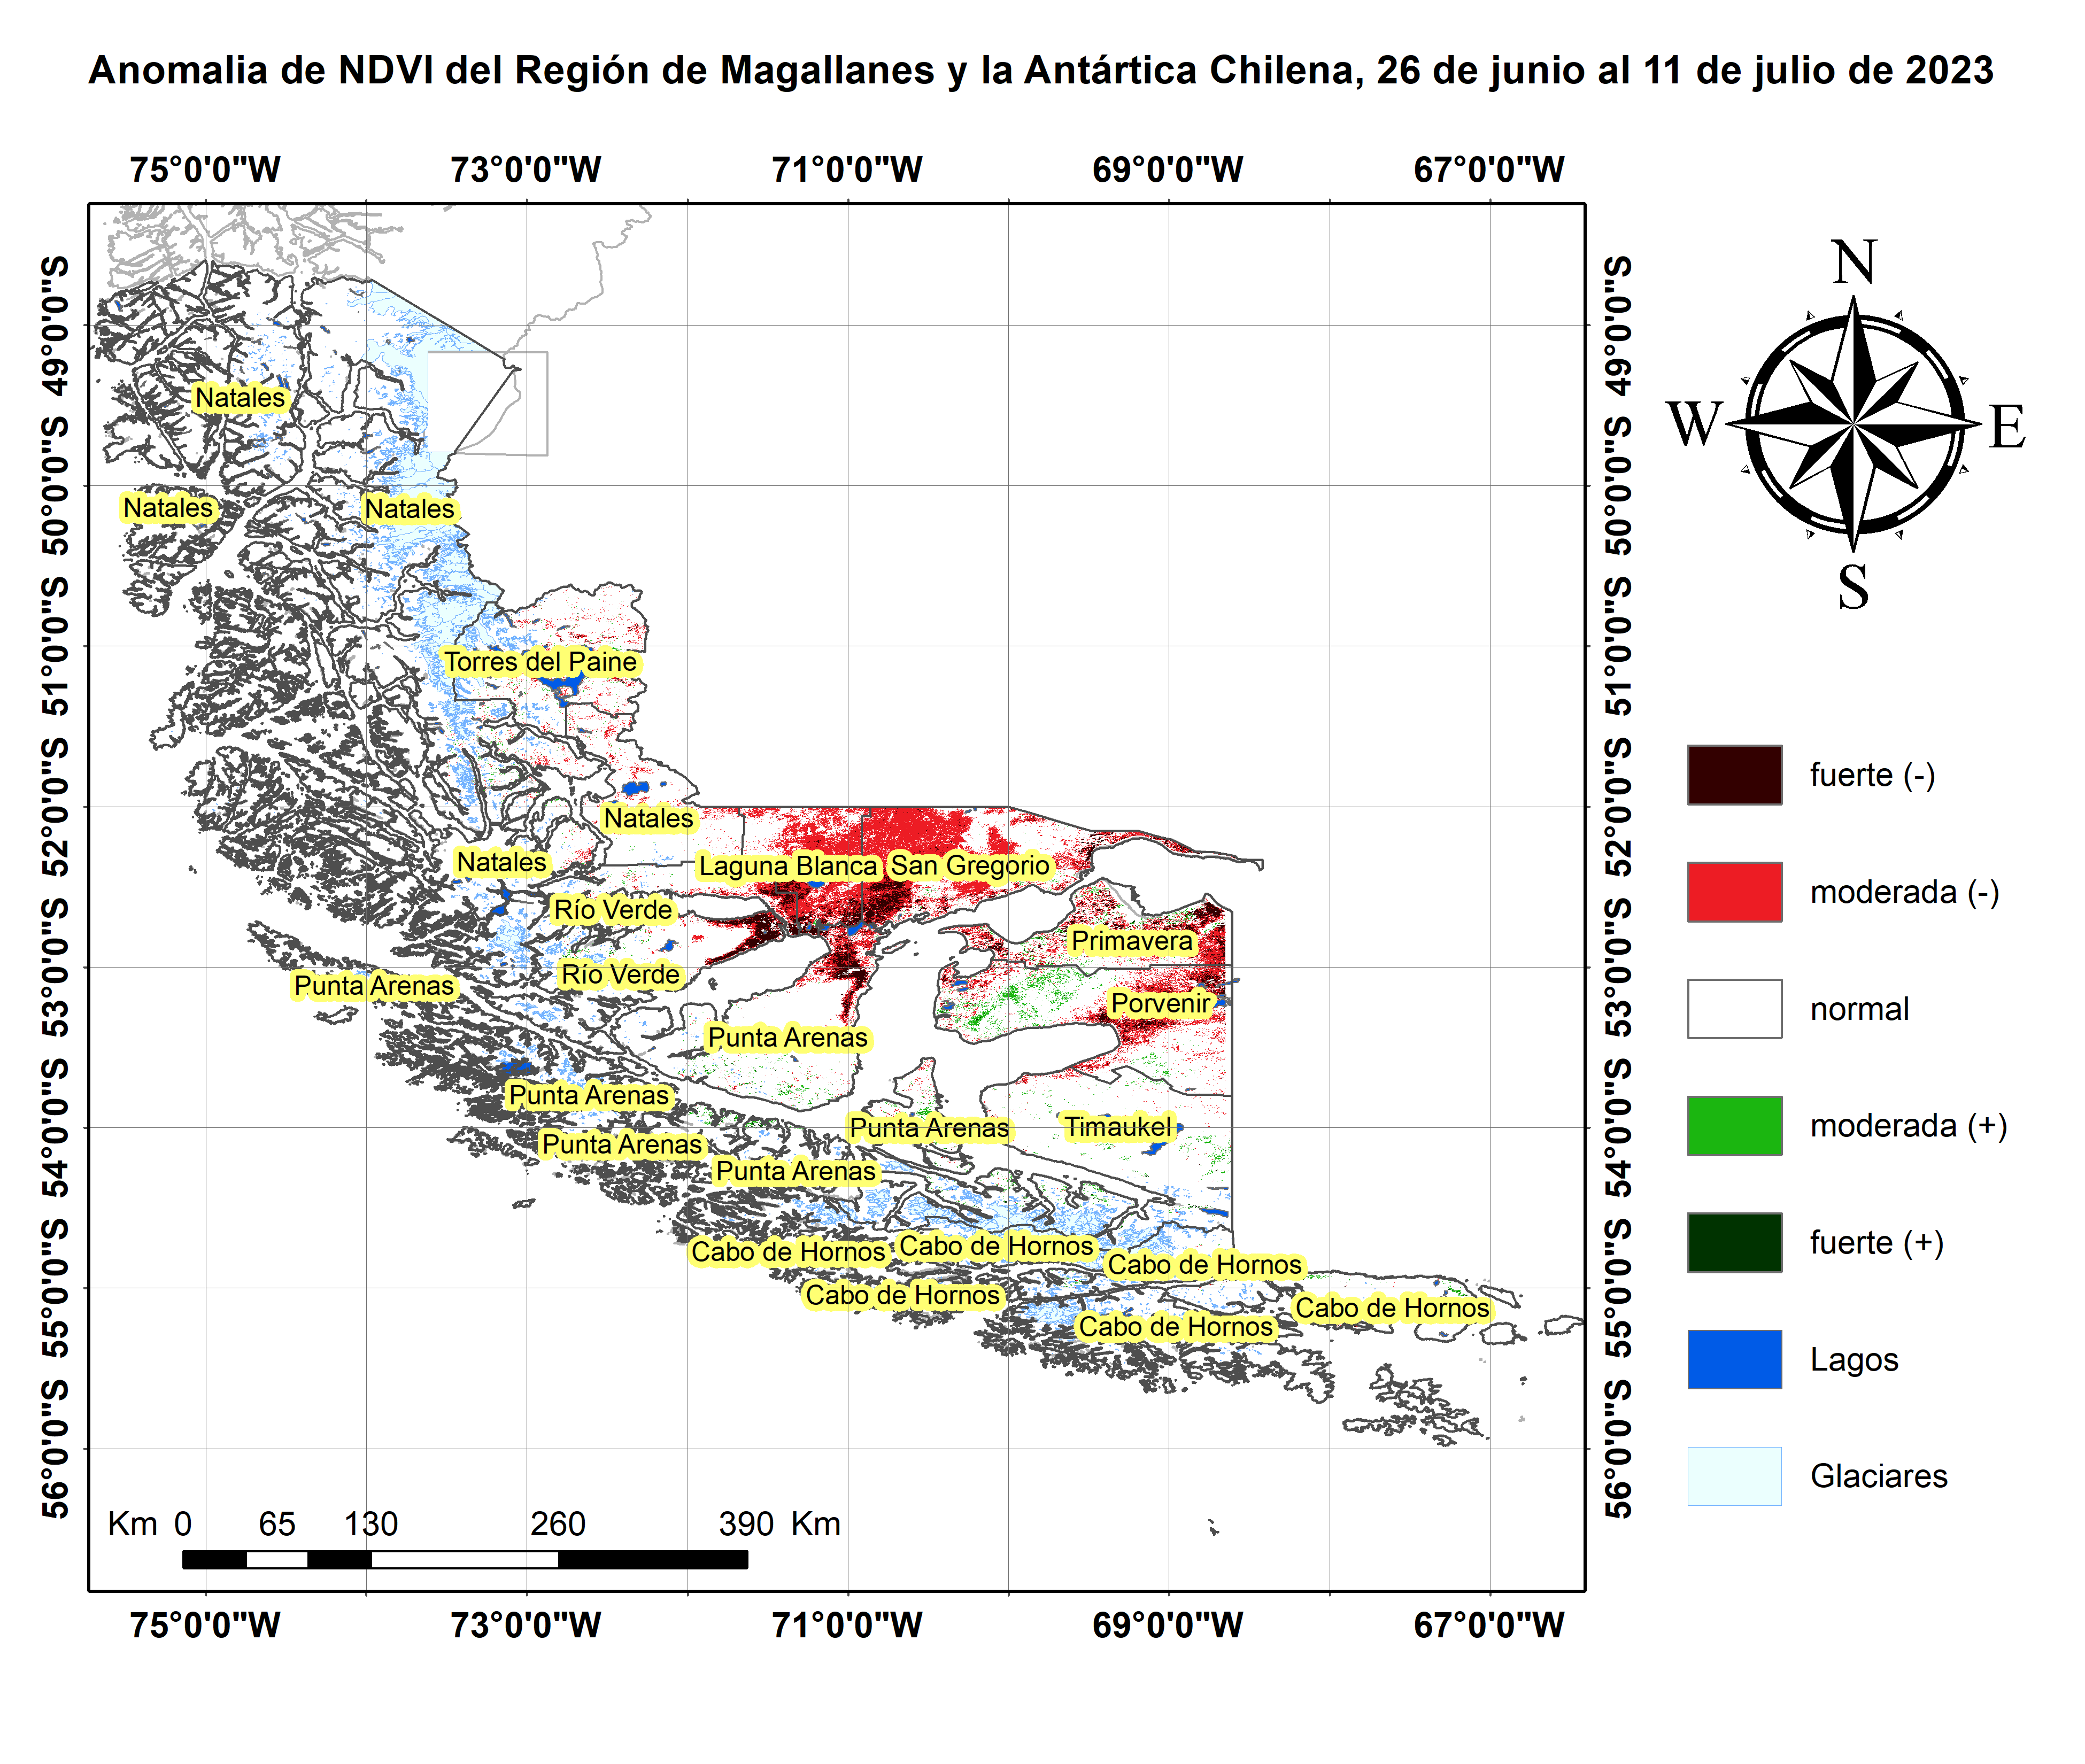 Anomalia de NDVI del Región de Magallanes y la Antártica Chilena, 26 de junio al 11 de julio de 2023
75°0'0"W 73°0'0"W 71°0'0"W 69°0'0"W 67°0'0"W
49°0'0"S
50°0'0"S
51°0'0"S
52°0'0"S
53°0'0"S
54°0'0"S
55°0'0"S
56°0'0"S
Natales
Natales
Natales
Torres del Paine
Natales
Natales
Laguna Blanca
San Gregorio
Río Verde
Primavera
Río Verde
Punta Arenas
Porvenir
Punta Arenas
Punta Arenas
Punta Arenas
Timaukel
Punta Arenas
Punta Arenas
Cabo de Hornos
Cabo de Hornos
Cabo de Hornos
Cabo de Hornos
Cabo de Hornos
Cabo de Hornos
Km 0 65 130 260 390 Km
75°0'0"W 73°0'0"W 71°0'0"W 69°0'0"W 67°0'0"W
49°0'0"S
50°0'0"S
51°0'0"S
52°0'0"S
53°0'0"S
54°0'0"S
55°0'0"S
56°0'0"S
N
W
E
S
fuerte (-)
moderada (-)
normal
moderada (+)
fuerte (+)
Lagos
Glaciares